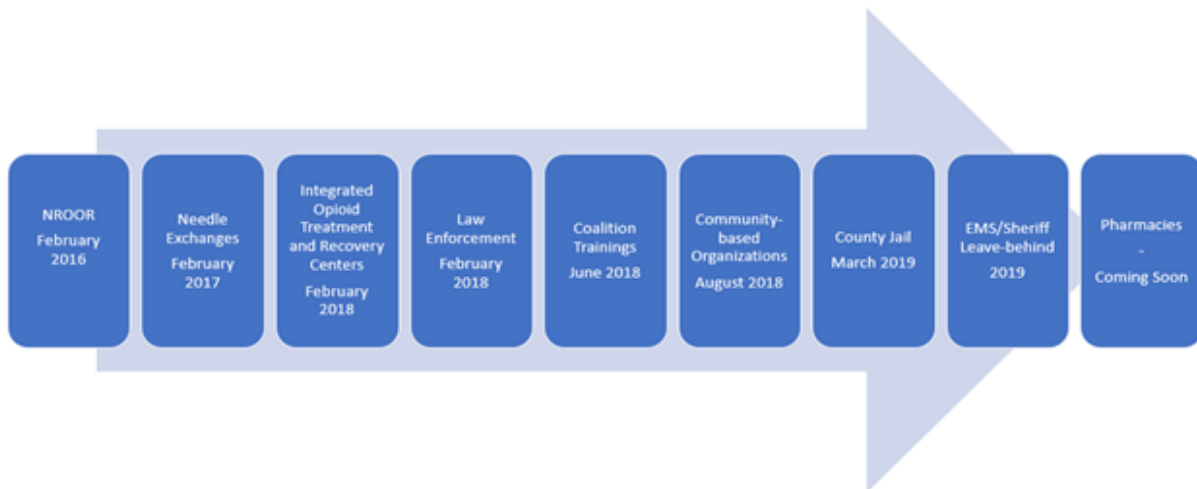 NROOR
February
2016
Needle
Exchanges
February
2017
Integrated
Opioid
Treatment
and Recovery
Centers
February
2018
Law
Enforcement
February
2018
Coalition
Trainings
June 2018
Community-
based
Organizations
August 2018
County Jail
March 2019
EMS/Sheriff
Leave-behind
2019
Pharmacies
-
Coming Soon